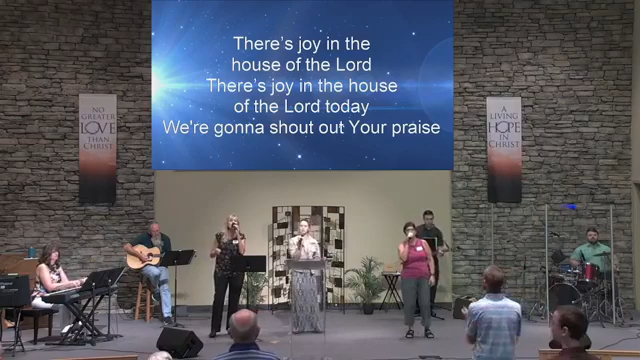 There's joy in the
house of the Lord
There's joy in the house
of the Lord today
We're gonna shout out Your praise
NO
GREATER
LOVE
THAN
CHRIST
A
LIVING
HOPE
IN
CHRIST